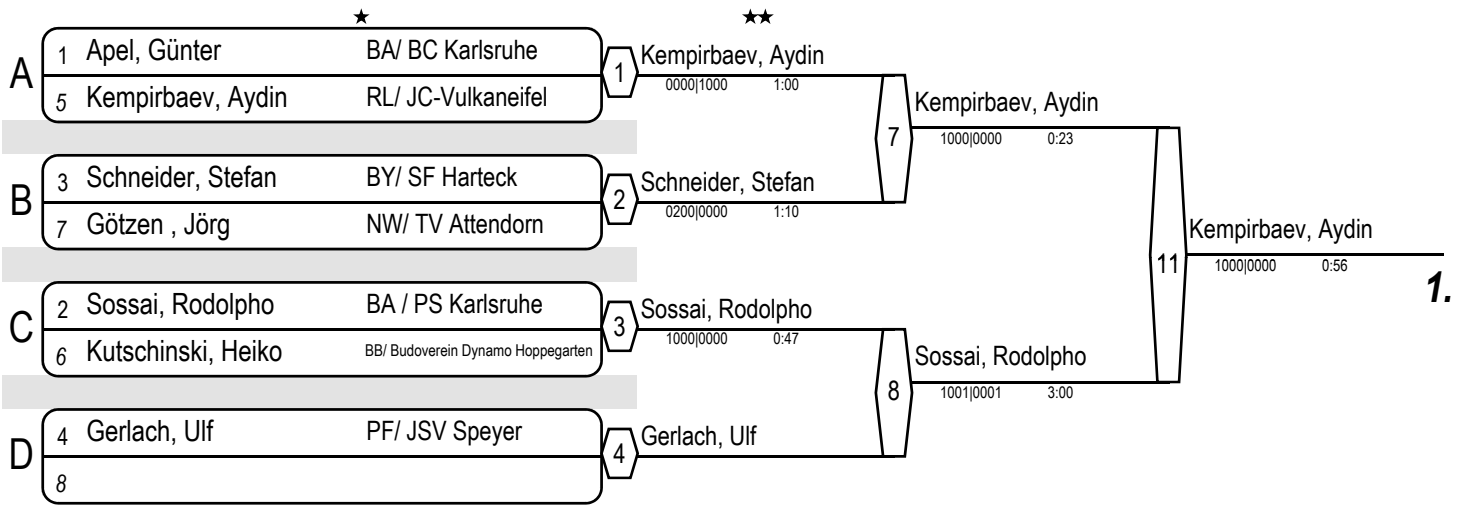 ★ ★★
A
1 Apel, Günter BA/ BC Karlsruhe
5 Kempirbaev, Aydin RL/ JC-Vulkaneifel
1
Kempirbaev, Aydin
0000|1000 1:00
B
3 Schneider, Stefan BY/ SF Harteck
7 Götzen , Jörg NW/ TV Attendorn
2
Schneider, Stefan
0200|0000 1:10
7
Kempirbaev, Aydin
1000|0000 0:23
C
2 Sossai, Rodolpho BA / PS Karlsruhe
6 Kutschinski, Heiko BB/ Budoverein Dynamo Hoppegarten
3
Sossai, Rodolpho
1000|0000 0:47
D
4 Gerlach, Ulf PF/ JSV Speyer
8
4
Gerlach, Ulf
8
Sossai, Rodolpho
1001|0001 3:00
11
Kempirbaev, Aydin
1000|0000 0:56
1.